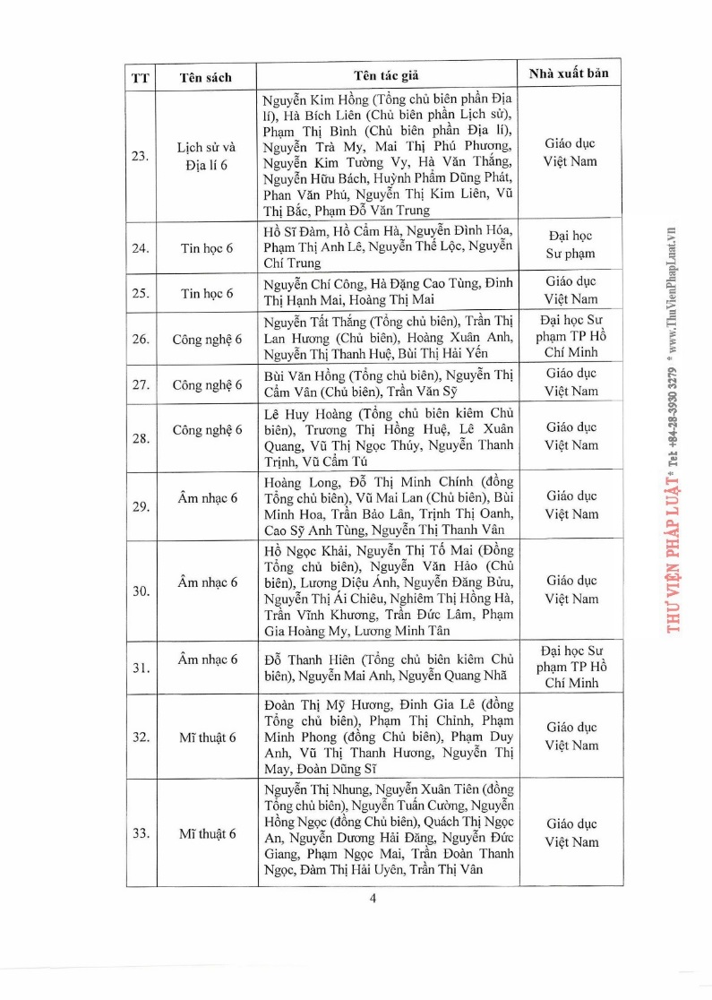 TT Tên sách Tên tác giả Nhà xuất bản
23. Lịch sử và
Địa lí 6
Nguyễn Kim Hồng (Tổng chủ biên phần Địa
lí), Hà Bích Liên (Chủ biên phần Lịch sử),
Phạm Thị Bình (Chủ biên phần Địa lí),
Nguyễn Trà My, Mai Thị Phú Phương,
Nguyễn Kim Tường Vy, Hà Văn Thắng,
Nguyễn Hữu Bách, Huỳnh Phẩm Dũng Phát,
Phan Văn Phú, Nguyễn Thị Kim Liên, Vũ
Thị Bắc, Phạm Đỗ Văn Trung
Giáo dục
Việt Nam
24. Tin học 6
Hồ Sĩ Đàm, Hồ Cẩm Hà, Nguyễn Đình Hóa,
Phạm Thị Anh Lê, Nguyễn Thế Lộc, Nguyễn
Chí Trung
Đại học
Sư phạm
25. Tin học 6
Nguyễn Chí Công, Hà Đặng Cao Tùng, Đinh
Thị Hạnh Mai, Hoàng Thị Mai
Giáo dục
Việt Nam
26. Công nghệ 6
Nguyễn Tất Thắng (Tổng chủ biên), Trần Thị
Lan Hương (Chủ biên), Hoàng Xuân Anh,
Nguyễn Thị Thanh Huệ, Bùi Thị Hải Yến
Đại học Sư
phạm TP Hồ
Chí Minh
27. Công nghệ 6
Bùi Văn Hồng (Tổng chủ biên), Nguyễn Thị
Cẩm Vân (Chủ biên), Trần Văn Sỹ
Giáo dục
Việt Nam
28. Công nghệ 6
Lê Huy Hoàng (Tổng chủ biên kiêm Chủ
biên), Trương Thị Hồng Huệ, Lê Xuân
Quang, Vũ Thị Ngọc Thúy, Nguyễn Thanh
Trịnh, Vũ Cẩm Tú
Giáo dục
Việt Nam
29. Âm nhạc 6
Hoàng Long, Đỗ Thị Minh Chính (đồng
Tổng chủ biên), Vũ Mai Lan (Chủ biên), Bùi
Minh Hoa, Trần Bảo Lân, Trịnh Thị Oanh,
Cao Sỹ Anh Tùng, Nguyễn Thị Thanh Vân
Giáo dục
Việt Nam
30. Âm nhạc 6
Hồ Ngọc Khải, Nguyễn Thị Tố Mai (Đồng
Tổng chủ biên), Nguyễn Văn Hảo (Chủ
biên), Lương Diệu Ánh, Nguyễn Đăng Bửu,
Nguyễn Thị Ái Chiêu, Nghiêm Thị Hồng Hà,
Trần Vĩnh Khương, Trần Đức Lâm, Phạm
Gia Hoàng My, Lương Minh Tân
Giáo dục
Việt Nam
31. Âm nhạc 6
Đỗ Thanh Hiên (Tổng chủ biên kiêm Chủ
biên), Nguyễn Mai Anh, Nguyễn Quang Nhã
Đại học Sư
phạm TP Hồ
Chí Minh
32. Mĩ thuật 6
Đoàn Thị Mỹ Hương, Đinh Gia Lê (đồng
Tổng chủ biên), Phạm Thị Chỉnh, Phạm
Minh Phong (đồng Chủ biên), Phạm Duy
Anh, Vũ Thị Thanh Hương, Nguyễn Thị
May, Đoàn Dũng Sĩ
Giáo dục
Việt Nam
33. Mĩ thuật 6
Nguyễn Thị Nhung, Nguyễn Xuân Tiên (đồng
Tổng chủ biên), Nguyễn Tuấn Cường, Nguyễn
Hồng Ngọc (đồng Chủ biên), Quách Thị Ngọc
An, Nguyễn Dương Hải Đăng, Nguyễn Đức
Giang, Phạm Ngọc Mai, Trần Đoàn Thanh
Ngọc, Đàm Thị Hải Uyên, Trần Thị Vân
Giáo dục
Việt Nam
4
THƯ VIỆN PHÁP LUẬT* Tel: +84-28-3930 3279 * www.ThuVienPhapLuat.vn